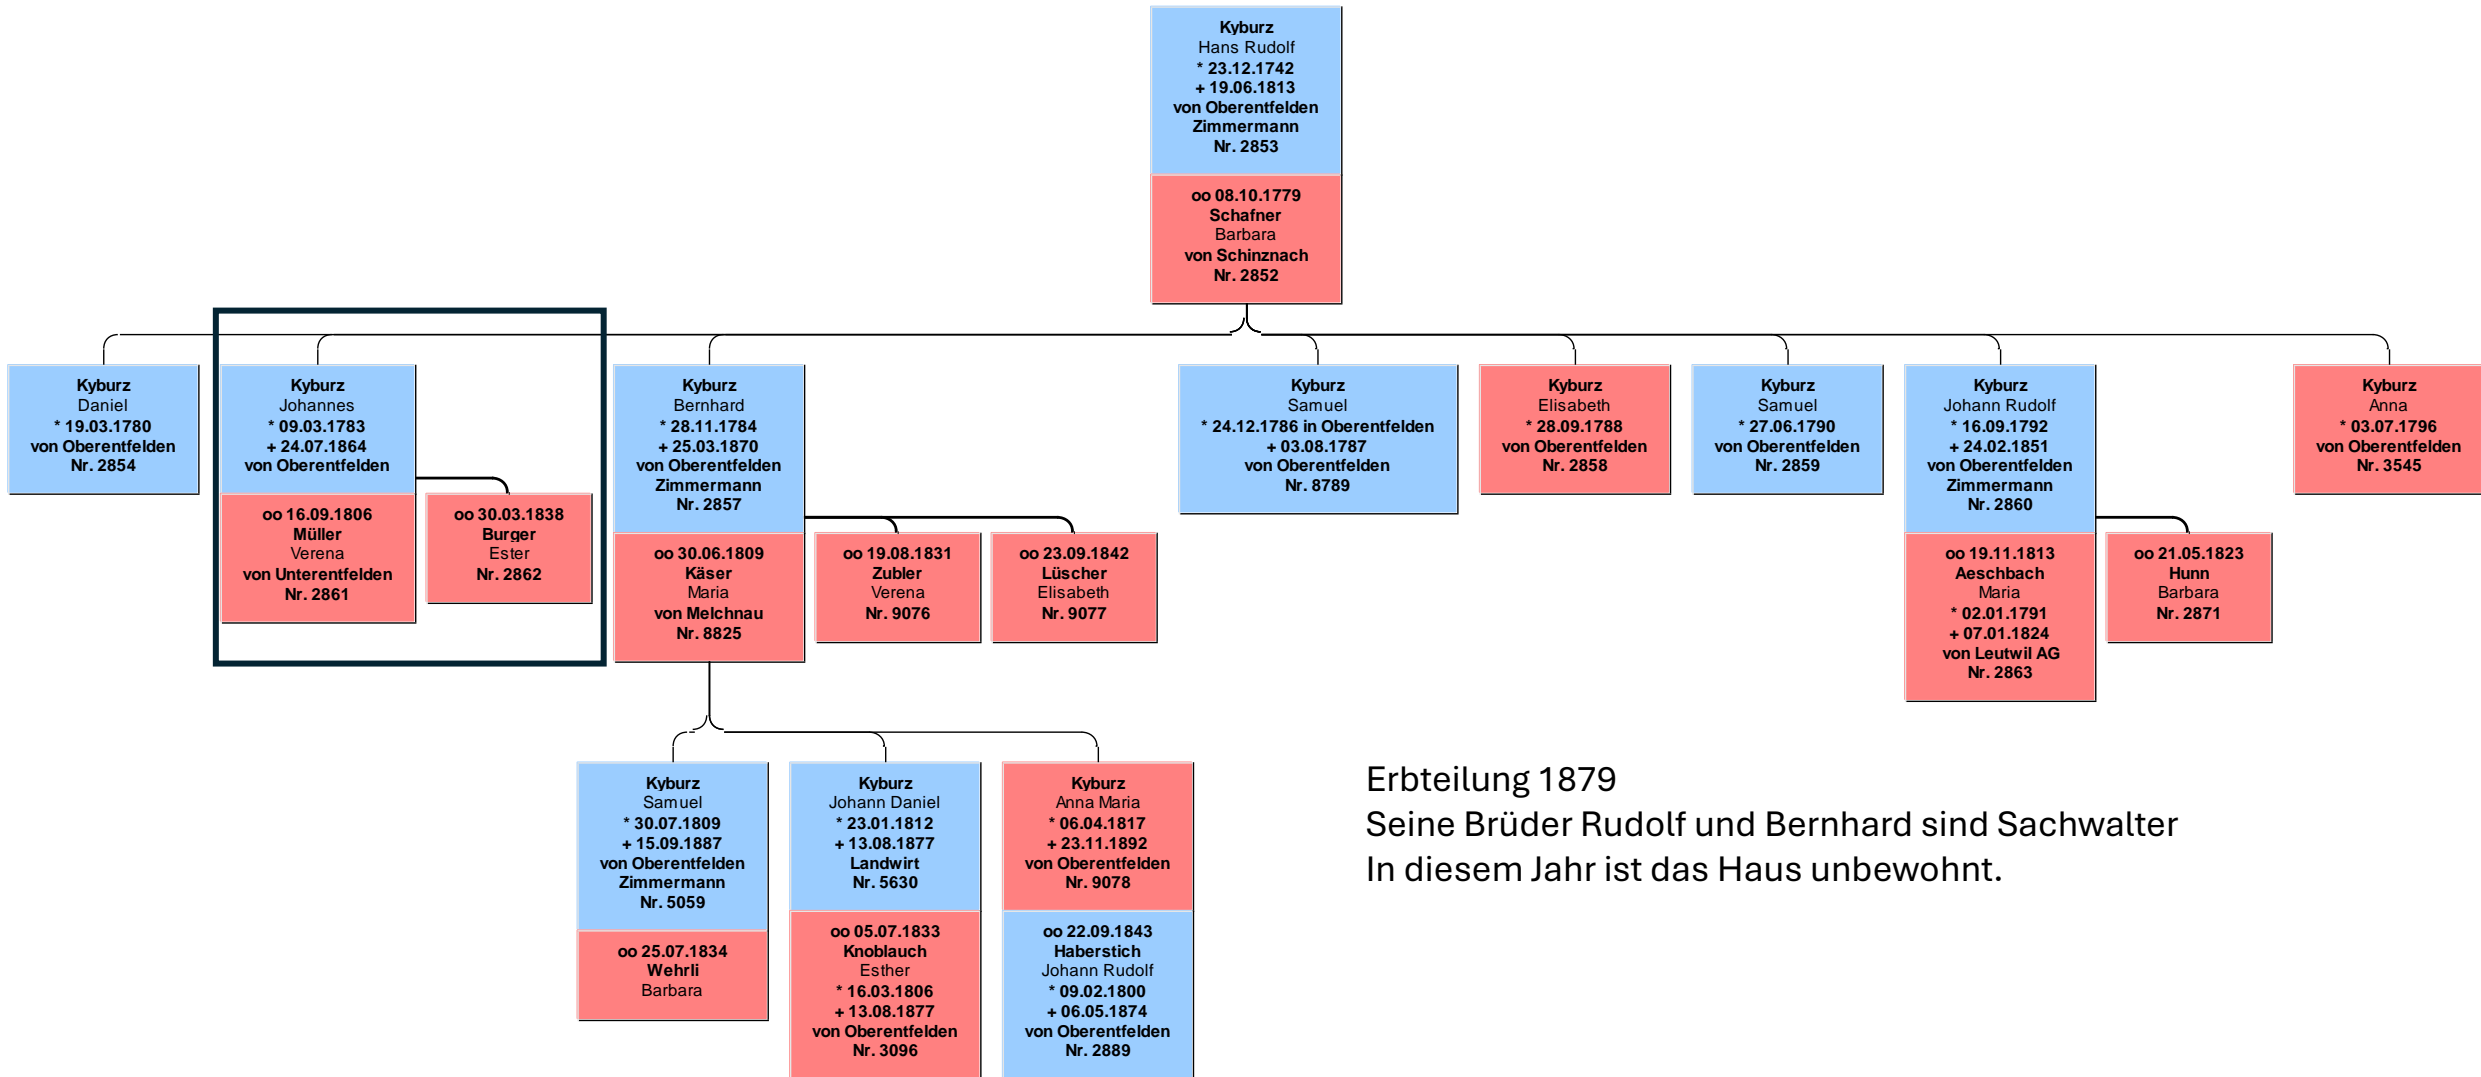 Kyburz
Hans Rudolf
* 23.12.1742
+ 19.06.1813
von Oberentfelden
Zimmermann
Nr. 2853
oo 08.10.1779
Schafner
Barbara
von Schinznach
Nr. 2852
Kyburz
Daniel
* 19.03.1780
von Oberentfelden
Nr. 2854
Kyburz
Johannes
* 09.03.1783
+ 24.07.1864
von Oberentfelden
oo 16.09.1806
Müller
Verena
von Unterentfelden
Nr. 2861
oo 30.03.1838
Burger
Ester
Nr. 2862
Kyburz
Bernhard
* 28.11.1784
+ 25.03.1870
von Oberentfelden
Zimmermann
Nr. 2857
oo 30.06.1809
Käser
Maria
von Melchnau
Nr. 8825
oo 19.08.1831
Zubler
Verena
Nr. 9076
oo 23.09.1842
Lüscher
Elisabeth
Nr. 9077
Kyburz
Samuel
* 24.12.1786 in Oberentfelden
+ 03.08.1787
von Oberentfelden
Nr. 8789
Kyburz
Elisabeth
* 28.09.1788
von Oberentfelden
Nr. 2858
Kyburz
Samuel
* 27.06.1790
von Oberentfelden
Nr. 2859
Kyburz
Johann Rudolf
* 16.09.1792
+ 24.02.1851
von Oberentfelden
Zimmermann
Nr. 2860
oo 19.11.1813
Aeschbach
Maria
* 02.01.1791
+ 07.01.1824
von Leutwil AG
Nr. 2863
oo 21.05.1823
Hunn
Barbara
Nr. 2871
Kyburz
Anna
* 03.07.1796
von Oberentfelden
Nr. 3545
Kyburz
Samuel
* 30.07.1809
+ 15.09.1887
von Oberentfelden
Zimmermann
Nr. 5059
oo 25.07.1834
Wehrli
Barbara
Kyburz
Johann Daniel
* 23.01.1812
+ 13.08.1877
Landwirt
Nr. 5630
oo 05.07.1833
Knoblauch
Esther
* 16.03.1806
+ 13.08.1877
von Oberentfelden
Nr. 3096
Kyburz
Anna Maria
* 06.04.1817
+ 23.11.1892
von Oberentfelden
Nr. 9078
oo 22.09.1843
Haberstich
Johann Rudolf
* 09.02.1800
+ 06.05.1874
von Oberentfelden
Nr. 2889
Erbteilung 1879
Seine Brüder Rudolf und Bernhard sind Sachwalter
In diesem Jahr ist das Haus unbewohnt.